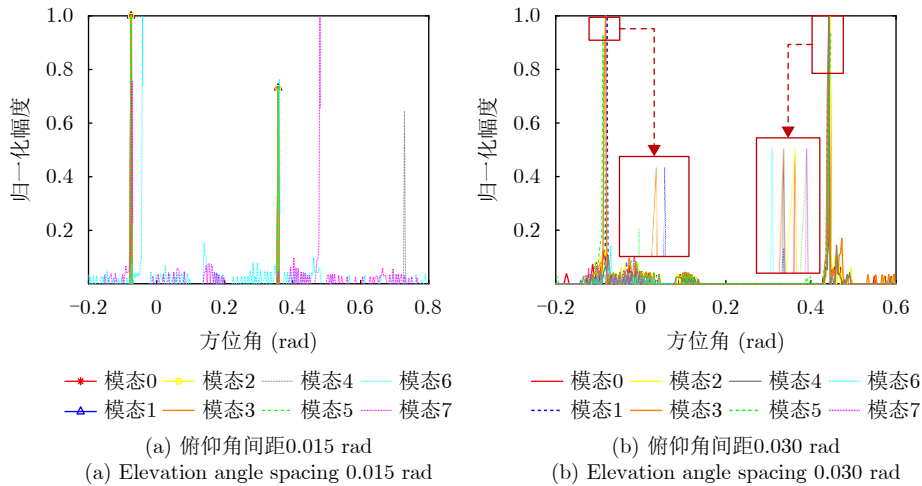 1.0
0.8
0.6
0.4
0.2
归一化幅度
−0.2 0 0.2 0.4 0.6 0.8
方位角 (rad)
模态0 模态2 模态4 模态6
模态1 模态3 模态5 模态7
(a) 俯仰角间距0.015 rad
(a) Elevation angle spacing 0.015 rad
1.0
0.8
0.6
0.4
0.2
归一化幅度
−0.2 0 0.2 0.4 0.6
方位角 (rad)
模态0 模态2 模态4 模态6
模态1 模态3 模态5 模态7
(b) 俯仰角间距0.030 rad
(b) Elevation angle spacing 0.030 rad